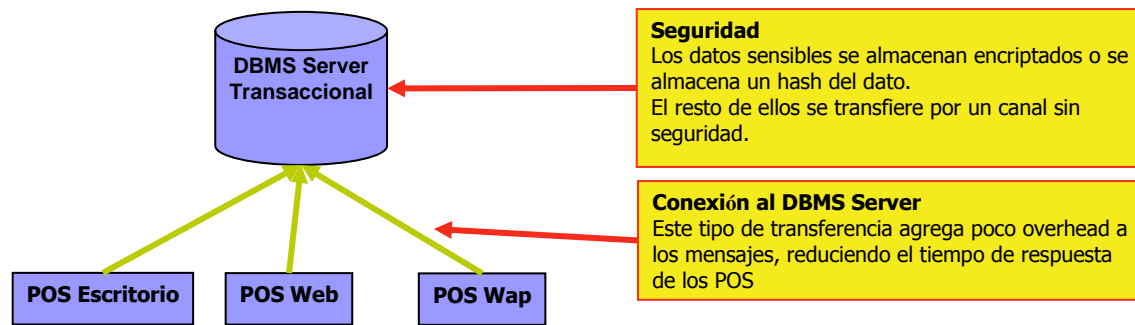 DBMS Server
Transaccional
Seguridad
Los datos sensibles se almacenan encriptados o se
almacena un hash del dato.
El resto de ellos se transfiere por un canal sin
seguridad.
Conexión al DBMS Server
Este tipo de transferencia agrega poco overhead a
los mensajes, reduciendo el tiempo de respuesta
de los POS
POS Escritorio
POS Web
POS Wap